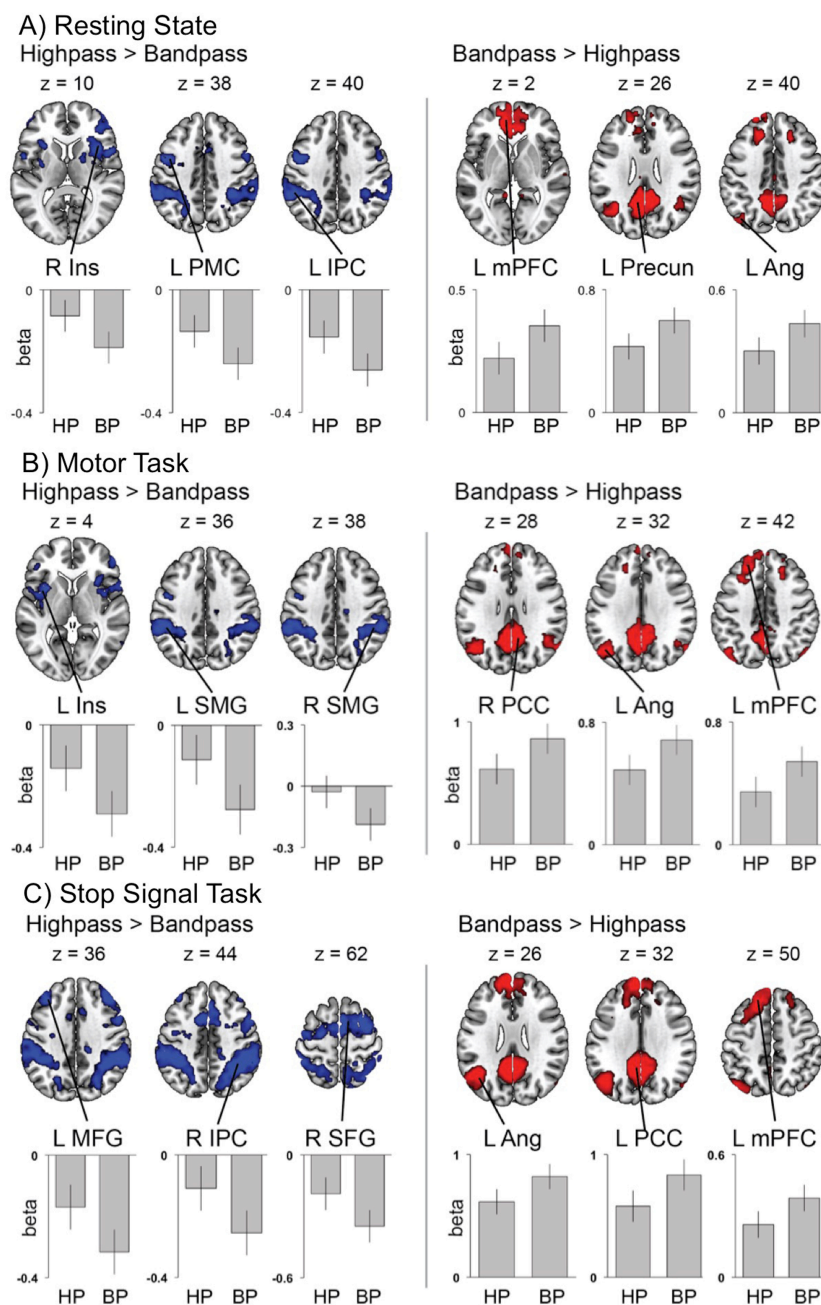 A) Resting State
Highpass > Bandpass
Bandpass > Highpass
z = 10
z = 38
z = 40
z = 2
z = 26
z = 40
R Ins
L PMC
L IPC
L mPFC
L Precun
L Ang
beta
0
-0.4
HP
BP
0
-0.4
HP
BP
0
-0.4
HP
BP
beta
0.5
0
HP
BP
0.8
0
HP
BP
0.6
0
HP
BP
B) Motor Task
Highpass > Bandpass
Bandpass > Highpass
z = 4
z = 36
z = 38
z = 28
z = 32
z = 42
L Ins
L SMG
R SMG
R PCC
L Ang
L mPFC
beta
0
-0.4
HP
BP
0
-0.4
HP
BP
0.3
0
-0.3
HP
BP
beta
1
0
HP
BP
0.8
0
HP
BP
0.8
0
HP
BP
C) Stop Signal Task
Highpass > Bandpass
Bandpass > Highpass
z = 36
z = 44
z = 62
z = 26
z = 32
z = 50
L MFG
R IPC
R SFG
L Ang
L PCC
L mPFC
beta
0
-0.4
HP
BP
0
-0.4
HP
BP
0
-0.6
HP
BP
beta
1
0
HP
BP
1
0
HP
BP
0.6
0
HP
BP